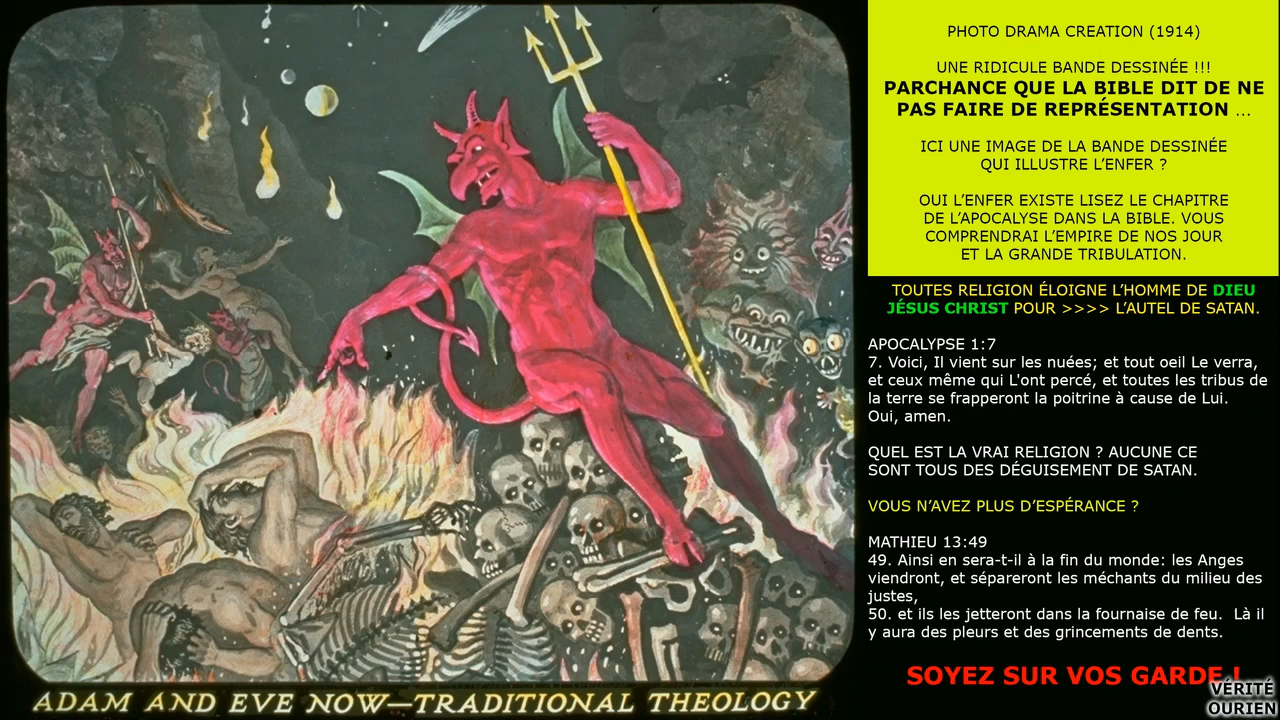 ADAM AND EVE NOW—TRADITIONAL THEOLOGY
PHOTO DRAMA CREATION (1914)
UNE RIDICULE BANDE DESSINÉE !!!
PARCHANCE QUE LA BIBLE DIT DE NE
PAS FAIRE DE REPRÉSENTATION ...
ICI UNE IMAGE DE LA BANDE DESSINÉE
QUI ILLUSTRE L’ENFER ?
OUI L’ENFER EXISTE LISEZ LE CHAPITRE
DE L’APOCALYPSE DANS LA BIBLE. VOUS
COMPRENDRAI L’EMPIRE DE NOS JOUR
ET LA GRANDE TRIBULATION.
TOUTES RELIGION ÉLOIGNE L’HOMME DE DIEU
JÉSUS CHRIST POUR >>>> L’AUTEL DE SATAN.
APOCALYPSE 1:7
7. Voici, Il vient sur les nuées; et tout oeil Le verra,
et ceux même qui L'ont percé, et toutes les tribus de
la terre se frapperont la poitrine à cause de Lui.
Oui, amen.
QUEL EST LA VRAI RELIGION ? AUCUNE CE
SONT TOUS DES DÉGUISEMENT DE SATAN.
VOUS N’AVEZ PLUS D’ESPÉRANCE ?
MATHIEU 13:49
49. Ainsi en sera-t-il à la fin du monde: les Anges
viendront, et sépareront les méchants du milieu des
justes,
50. et ils les jetteront dans la fournaise de feu.  Là il
y aura des pleurs et des grincements de dents.
SOYEZ SUR VOS GARDE !
VÉRITÉ
OURIEN